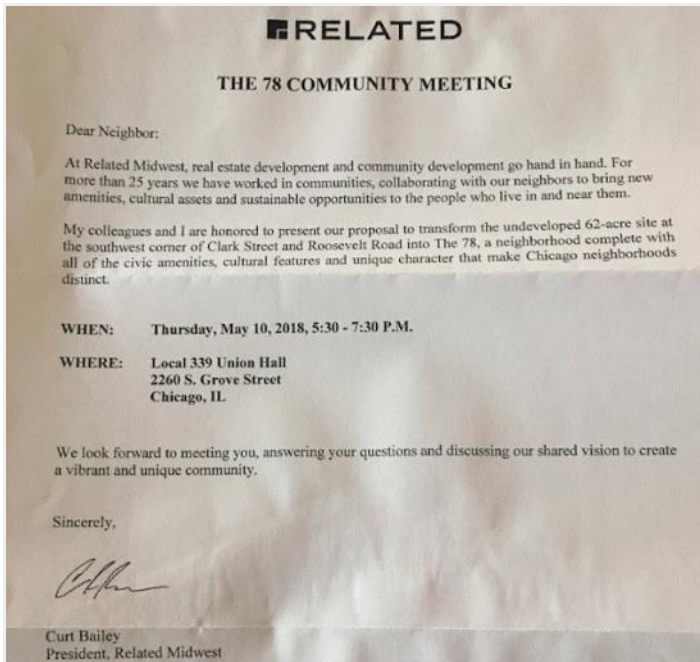 RELATED
THE 78 COMMUNITY MEETING
Dear Neighbor:
At Related Midwest, real estate development and community development go hand in hand. For
more than 25 years we have worked in communities, collaborating with our neighbors to bring new
amenities, cultural assets and sustainable opportunities to the people who live in and near them.
My colleagues and I are honored to present our proposal to transform the undeveloped 62-acre site at
the southwest corner of Clark Street and Roosevelt Road into The 78, a neighborhood complete with
all of the civic amenities, cultural features and unique character that make Chicago neighborhoods
distinct.
WHEN: Thursday, May 10, 2018, 5:30 - 7:30 P.M.
WHERE: Local 339 Union Hall
2260 S. Grove Street
Chicago, IL
We look forward to meeting you, answering your questions and discussing our shared vision to create
a vibrant and unique community.
Sincerely,
Curt Bailey
President, Related Midwest